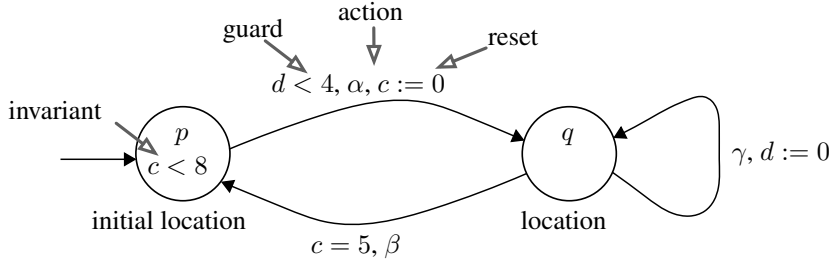 action
guard
reset
d < 4, α, c := 0
invariant
p
c < 8
q
γ, d := 0
initial location
location
c = 5, β